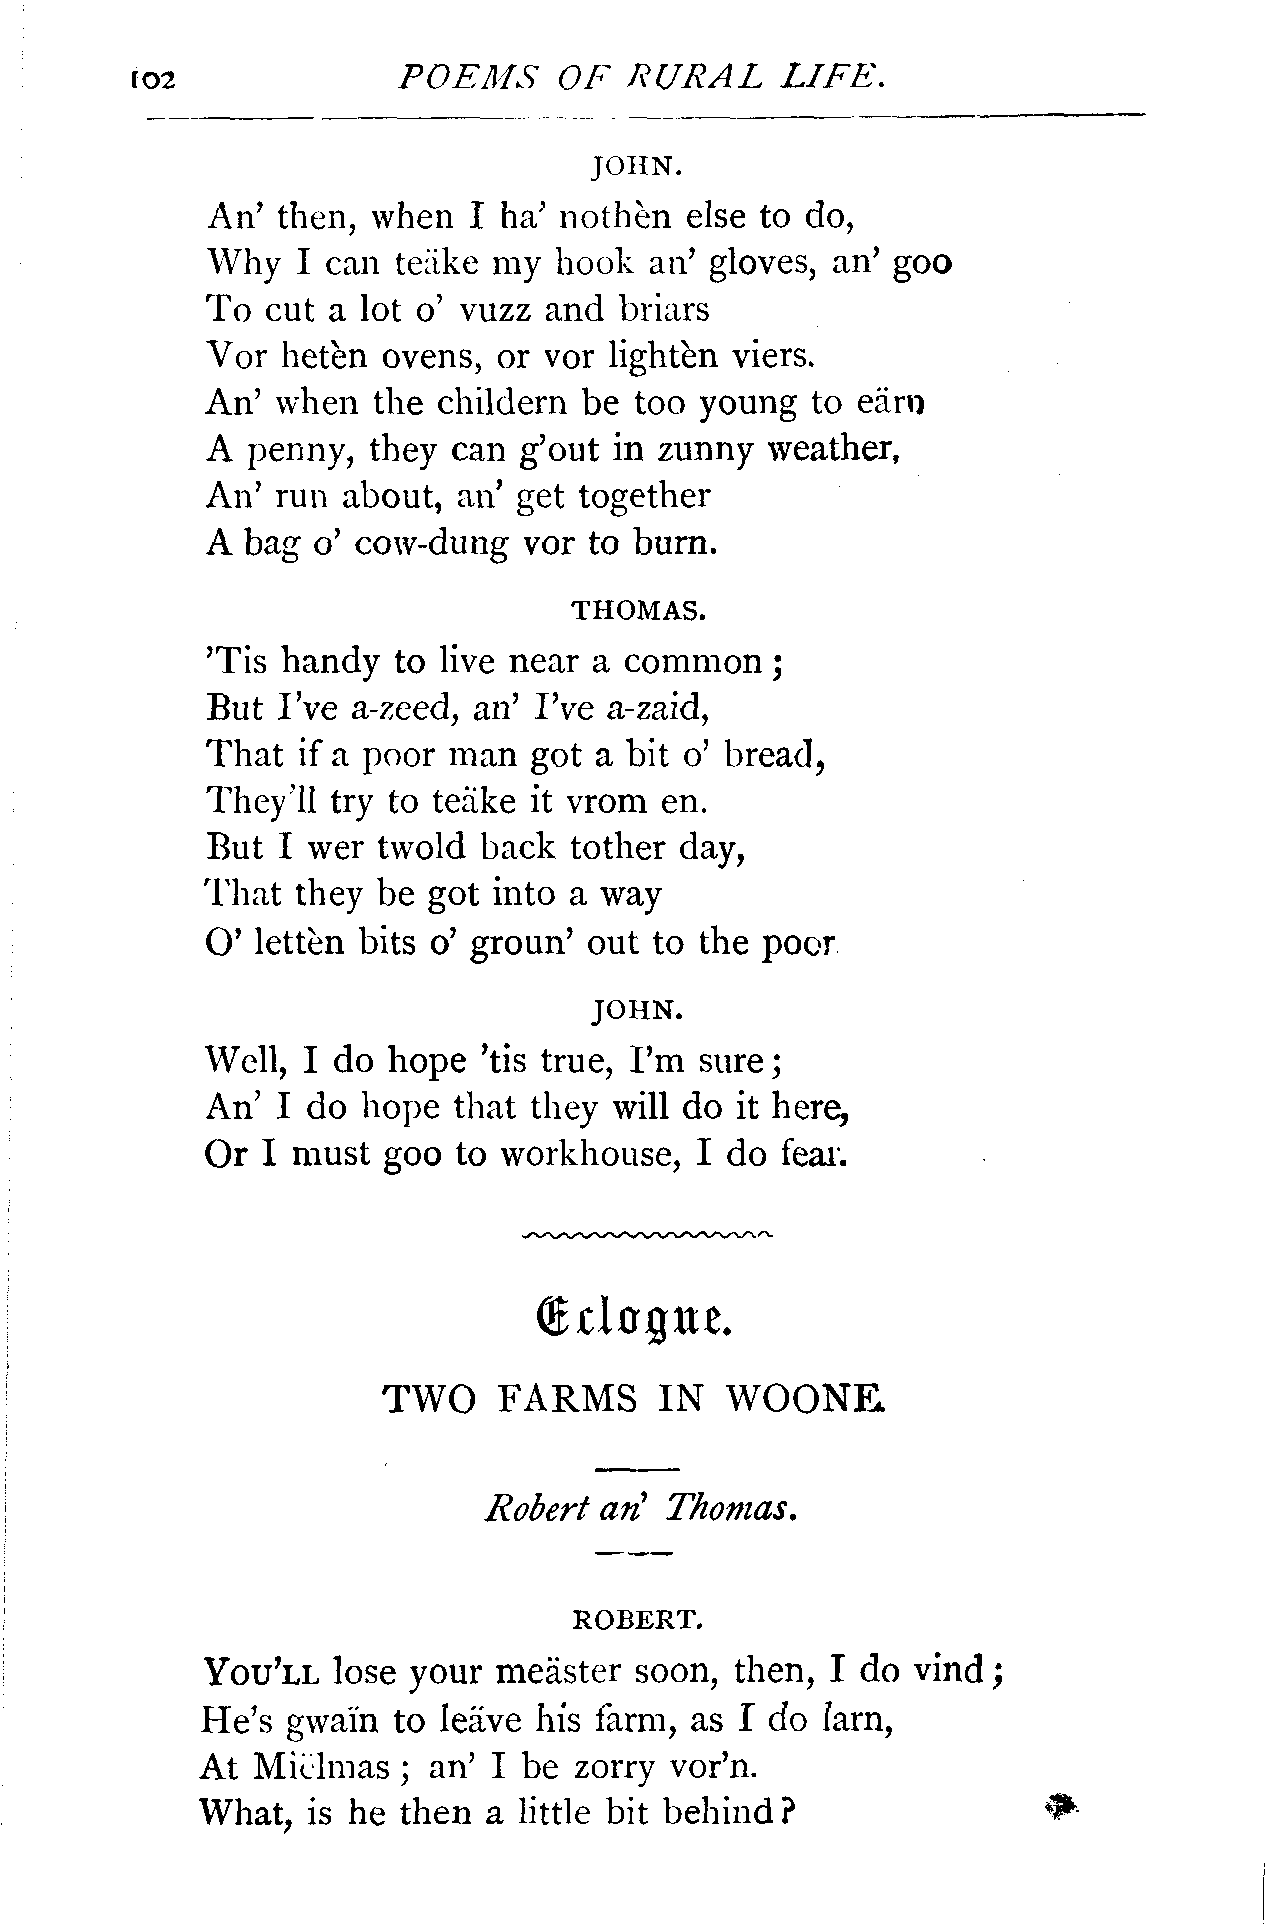 102 POEMS OF RURAL LIFE.
JOHN.
An' then, when I ha' nothèn else to do,
Why I can teäke my hook an' gloves, an' goo
To cut a lot o' vuzz and briars
Vor hetèn ovens, or vor lightèn viers.
An' when the childern be too young to eärn
A penny, they can g'out in zunny weather,
An' run about, an' get together
A bag o' cow-dung vor to burn.
THOMAS.
'Tis handy to live near a common;
But I've a-zeed, an' I've a-zaid,
That if a poor man got a bit o' bread,
They'll try to teäke it vrom en.
But I wer twold back tother day,
That they be got into a way
O' lettèn bits o' groun' out to the poor
JOHN.
Well, I do hope 'tis true, I'm sure;
An' I do hope that they will do it here,
Or I must goo to workhouse, I do fear.
Eclogue.
TWO FARMS IN WOONE.
Robert an' Thomas.
ROBERT.
YOU'LL lose your meäster soon, then, I do vind;
He's gwaïn to leäve his farm, as I do larn,
At Miëlmas; an' I be zorry vor'n.
What, is he then a little bit behind?